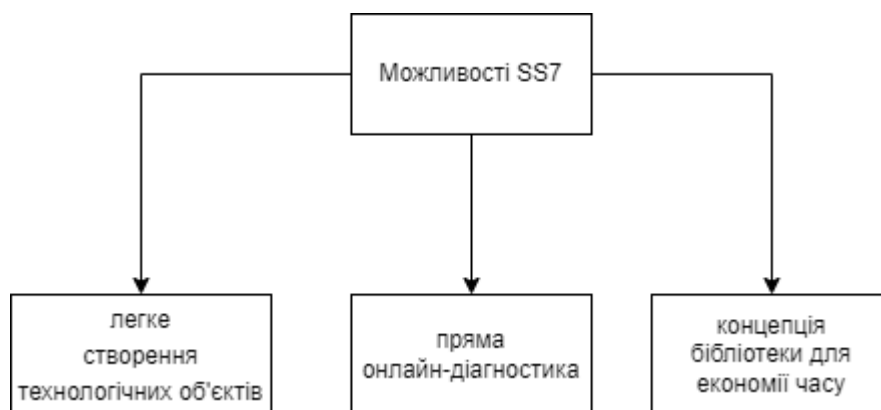 Можливості SS7
легке
створення
технологічних об'єктів
пряма
онлайн-діагностика
концепція
бібліотеки для
економії часу